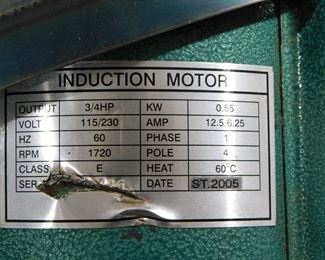 INDUCTION MOTOR
OUTPUT 3/4HP KW 0.55
VOLT 115/230 AMP 12.5/6.25
HZ 60 PHASE 1
RPM 1720 POLE 4
CLASS E HEAT 60°C
SER DATE ST.2005